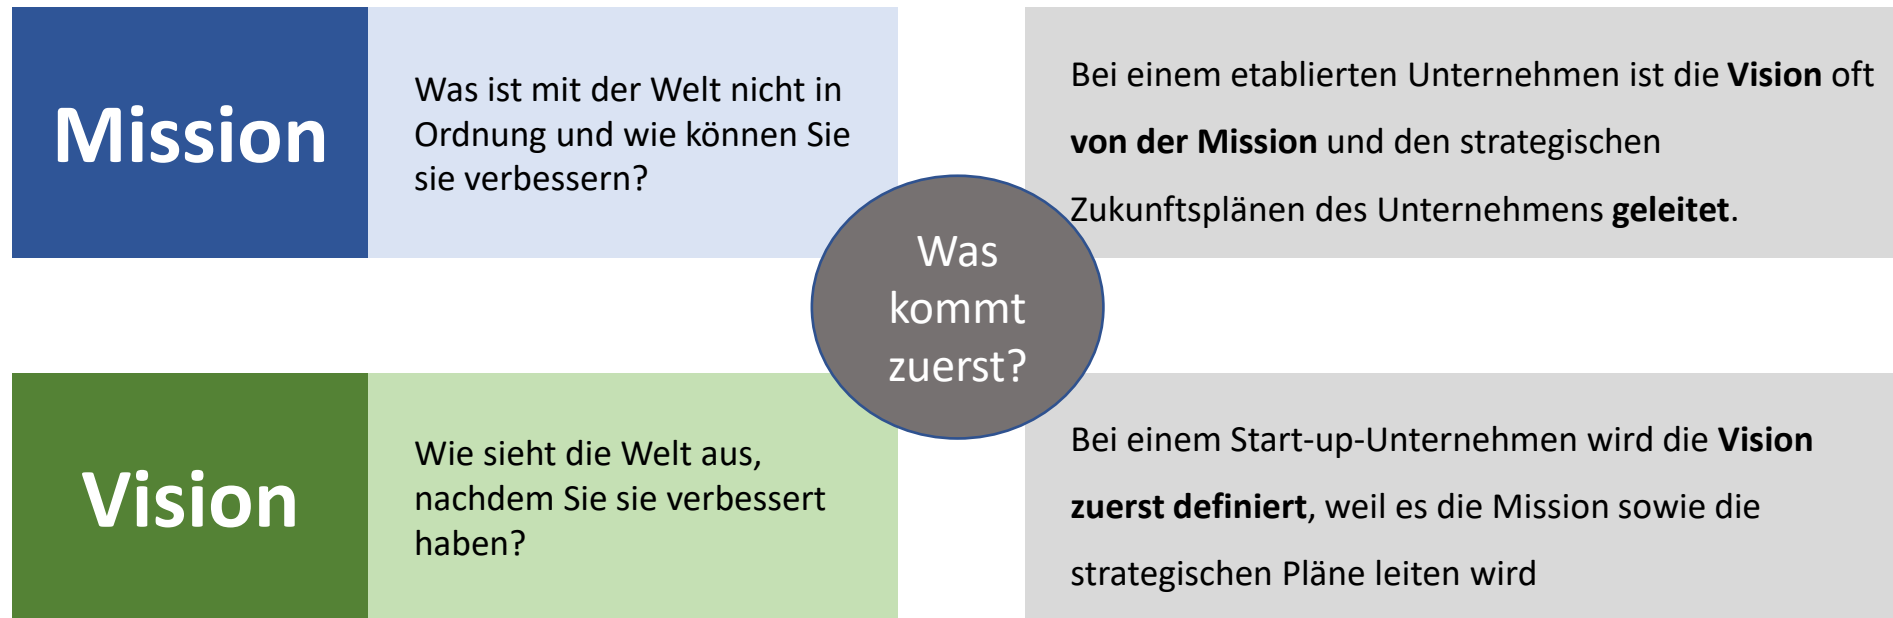 Mission
Was ist mit der Welt nicht in
Ordnung und wie können Sie
sie verbessern?
Bei einem etablierten Unternehmen ist die Vision oft
von der Mission und den strategischen
Zukunftsplänen des Unternehmens geleitet.
Was
kommt
zuerst?
Vision
Wie sieht die Welt aus,
nachdem Sie sie verbessert
haben?
Bei einem Start-up-Unternehmen wird die Vision
zuerst definiert, weil es die Mission sowie die
strategischen Pläne leiten wird